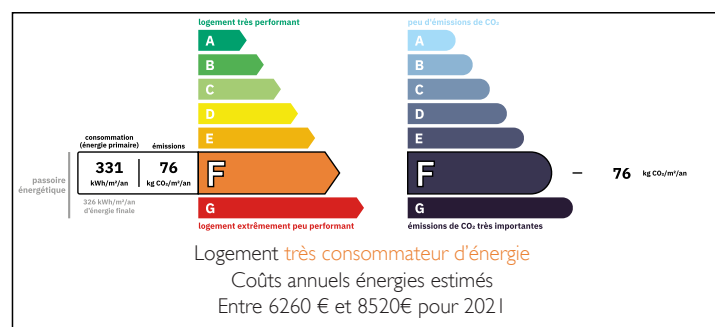 logement très performant
A
B
C
D
E
consommation
(énergie primaire)
émissions
passoire
énergétique
331
kWh/m²/an
76
kg CO₂/m²/an
F
326 kWh/m²/an
d'énergie finale
G
logement extrêmement peu performant
peu d'émissions de CO₂
A
B
C
D
E
F
76 kg CO₂/m²/an
G
émissions de CO₂ très importantes
Logement très consommateur d'énergie
Coûts annuels énergies estimés
Entre 6260 € et 8520€ pour 2021